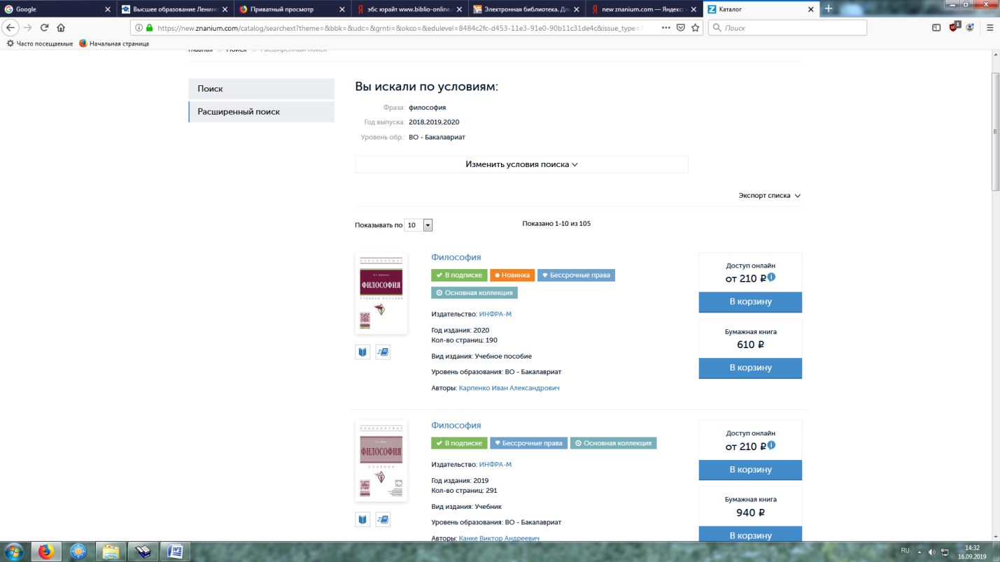 Google
Высшее образование Ленинг
Приватный просмотр
эбс юрайт www.biblio-online.
Электронная библиотека. Дл
new znanium.com — Яндекс:
Каталог
https://new.znanium.com/catalog/searchext?theme=&bbk=&udc=&grnti=&okco=&edulevel=8484c2fc-d453-11e3-91e0-90b11c31de4c&issue_type=
Поиск
Часто посещаемые
Начальная страница
Главная » Поиск » Расширенный поиск
Поиск
Расширенный поиск
Вы искали по условиям:
Фраза: философия
Год выпуска: 2018,2019,2020
Уровень обр.: ВО - Бакалавриат
Изменить условия поиска
Экспорт списка
Показывать по 10
Показано 1-10 из 105
ФИЛОСОФИЯ
Философия
В подписке
Новинка
Бессрочные права
Основная коллекция
Издательство: ИНФРА-М
Год издания: 2020
Кол-во страниц: 190
Вид издания: Учебное пособие
Уровень образования: ВО - Бакалавриат
Авторы: Карпенко Иван Александрович
Доступ онлайн
от 210 ₽
В корзину
Бумажная книга
610 ₽
В корзину
ФИЛОСОФИЯ
Философия
В подписке
Бессрочные права
Основная коллекция
Издательство: ИНФРА-М
Год издания: 2019
Кол-во страниц: 291
Вид издания: Учебник
Уровень образования: ВО - Бакалавриат
Авторы: Канке Виктор Андреевич
Доступ онлайн
от 210 ₽
В корзину
Бумажная книга
940 ₽
В корзину
RU
14:32
16.09.2019